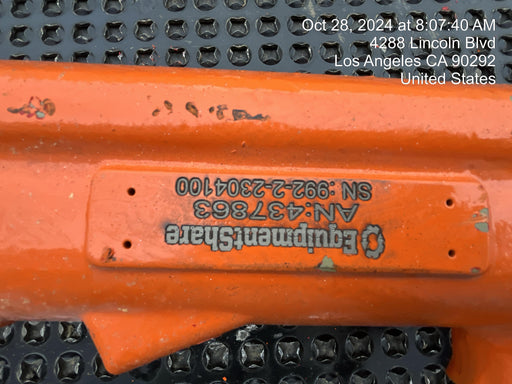 Oct 28, 2024 at 8:07:40 AM
4288 Lincoln Blvd
Los Angeles CA 90292
United States
EquipmentShare
AN:437863
SN:992-2-2304100